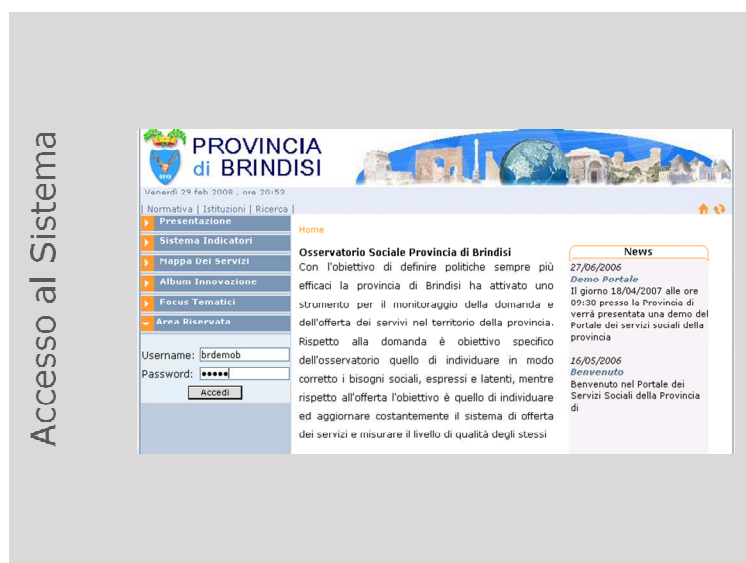 Accesso al Sistema
PROVINCIA
di BRINDISI
Venerdì 29 feb 2008 , ore 20:53
| Normativa | Istituzioni | Ricerca |
Presentazione
Sistema Indicatori
Mappa Dei Servizi
Album Innovazione
Focus Tematici
Area Riservata
Username: brdemob
Password: •••••
Accedi
Home
Osservatorio Sociale Provincia di Brindisi
Con l'obiettivo di definire politiche sempre più
efficaci la provincia di Brindisi ha attivato uno
strumento per il monitoraggio della domanda e
dell'offerta dei servivi nel territorio della provincia.
Rispetto alla domanda è obiettivo specifico
dell'osservatorio quello di individuare in modo
corretto i bisogni sociali, espressi e latenti, mentre
rispetto all'offerta l'obiettivo è quello di individuare
ed aggiornare costantemente il sistema di offerta
dei servizi e misurare il livello di qualità degli stessi
News
27/06/2006
Demo Portale
Il giorno 18/04/2007 alle ore
09:30 presso la Provincia di
verrà presentata una demo del
Portale dei servizi sociali della
provincia
16/05/2006
Benvenuto
Benvenuto nel Portale dei
Servizi Sociali della Provincia
di